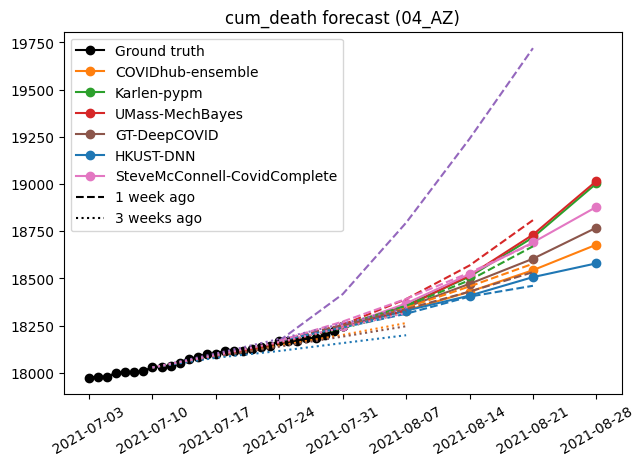 cum_death forecast (04_AZ)
19750
19500
19250
19000
18750
18500
18250
18000
Ground truth
COVIDhub-ensemble
Karlen-pypm
UMass-MechBayes
GT-DeepCOVID
HKUST-DNN
SteveMcConnell-CovidComplete
1 week ago
3 weeks ago
2021-07-03
2021-07-10
2021-07-17
2021-07-24
2021-07-31
2021-08-07
2021-08-14
2021-08-21
2021-08-28